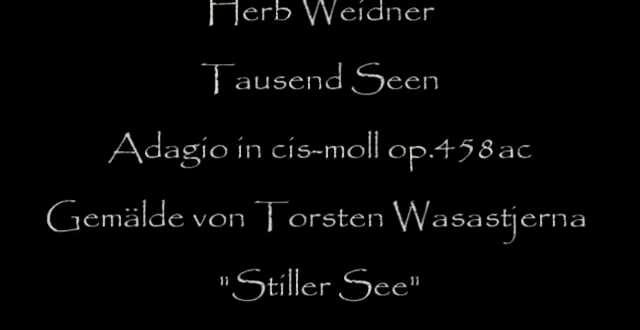 Herb Weidner
Tausend Seen
Adagio in cis-moll op.458ac
Gemälde von Torsten Wasastjerna
"Stiller See"